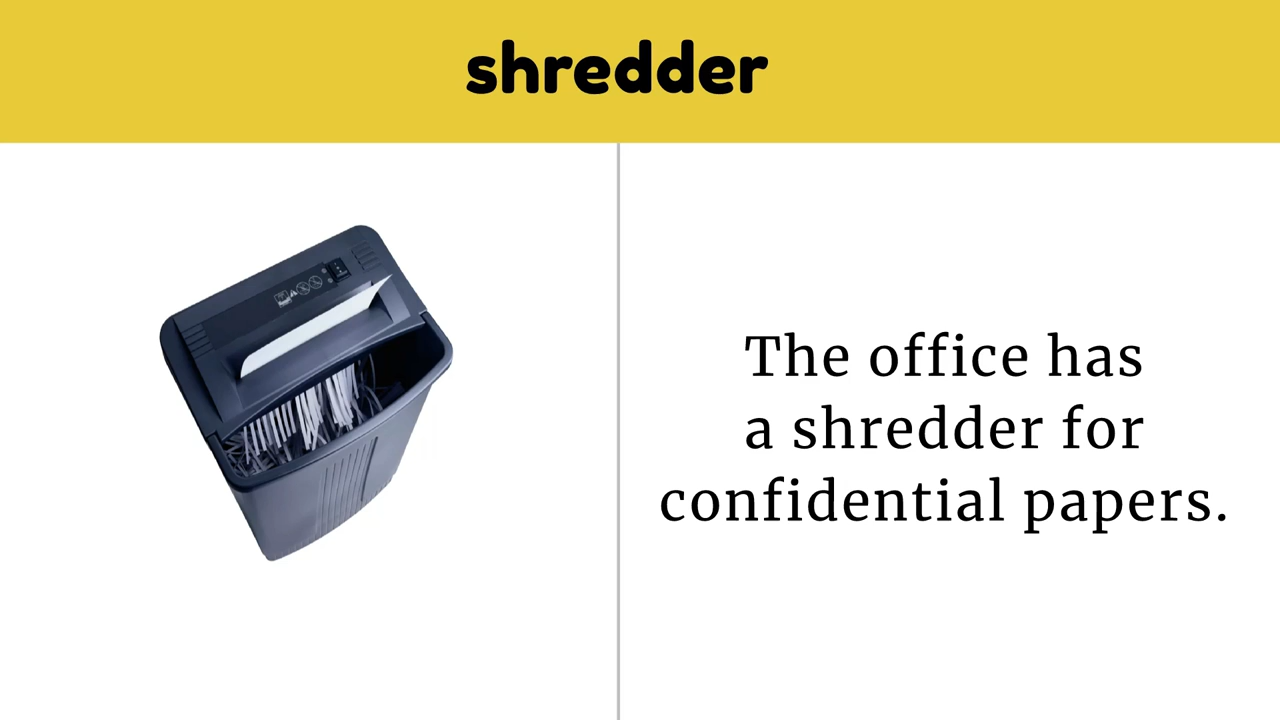 shredder
The office has
a shredder for
confidential papers.